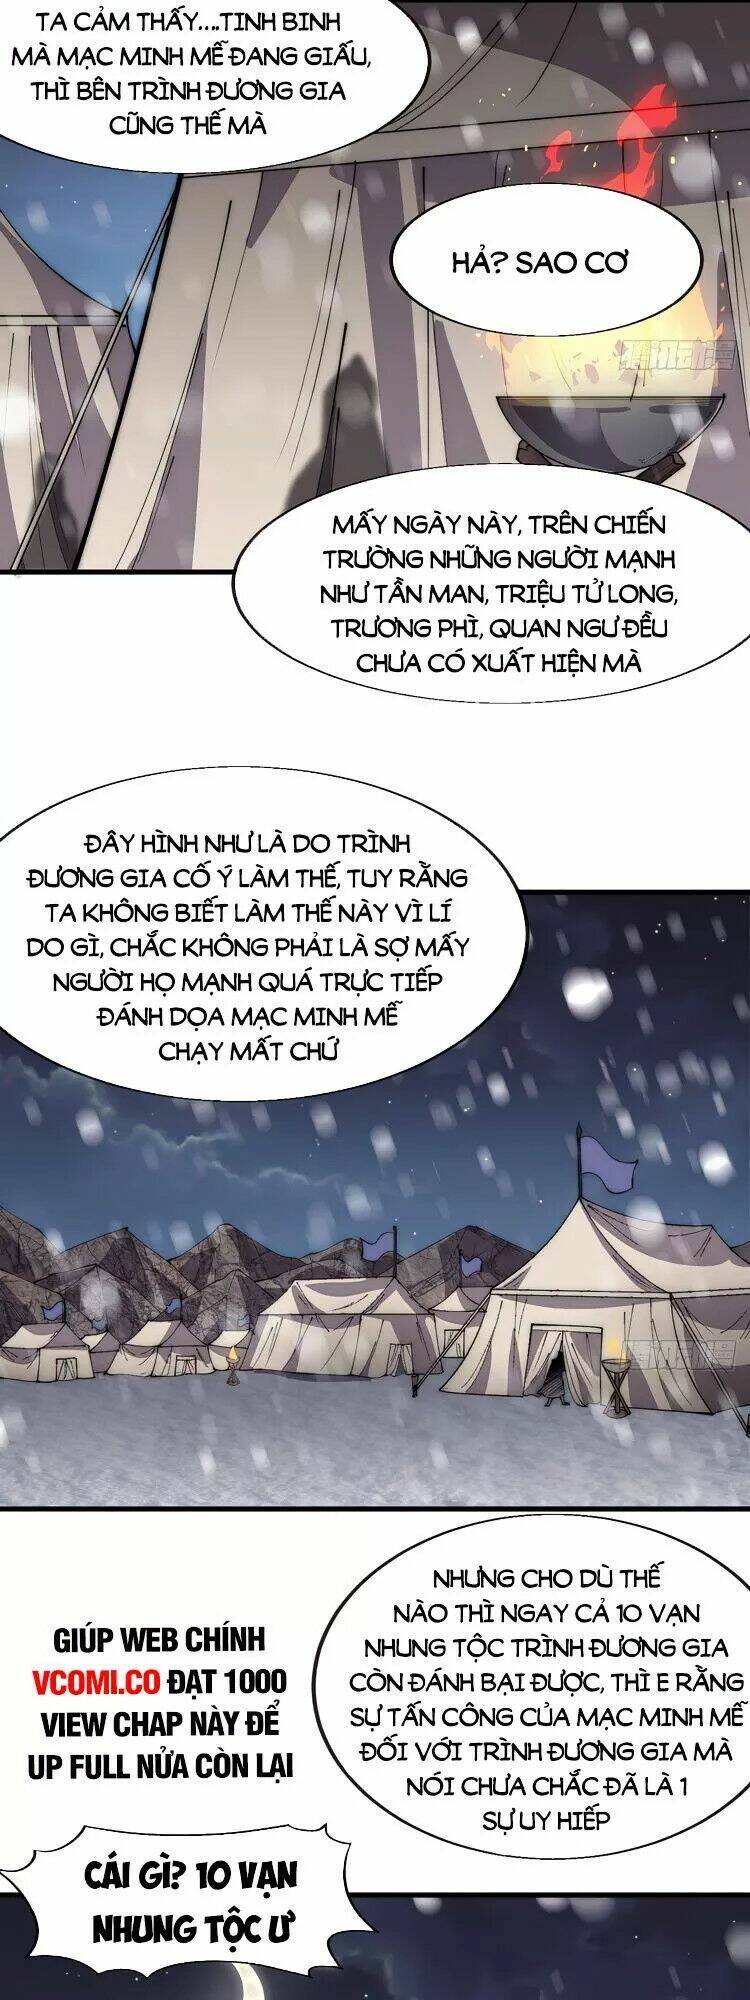 TA CẢM THẤY....TINH BINH
MÀ MẠC MINH MẼ ĐANG GIẤU,
THÌ BÊN TRÌNH ĐƯƠNG GIA
CŨNG THẾ MÀ
HẢ? SAO CƠ
MẤY NGÀY NÀY, TRÊN CHIẾN
TRƯỜNG NHỮNG NGƯỜI MẠNH
NHƯ TẦN MAN, TRIỆU TỬ LONG,
TRƯƠNG PHÌ, QUAN NGƯ ĐỀU
CHƯA CÓ XUẤT HIỆN MÀ
ĐÂY HÌNH NHƯ LÀ DO TRÌNH
ĐƯƠNG GIA CỐ Ý LÀM THẾ, TUY RẰNG
TA KHÔNG BIẾT LÀM THẾ NÀY VÌ LÍ
DO GÌ, CHẮC KHÔNG PHẢI LÀ SỢ MẤY
NGƯỜI HỌ MẠNH QUÁ TRỰC TIẾP
ĐÁNH DỌA MẠC MINH MẼ
CHẠY MẤT CHỨ
NHƯNG CHO DÙ THẾ
NÀO THÌ NGAY CẢ 10 VẠN
NHUNG TỘC TRÌNH ĐƯƠNG GIA
CÒN ĐÁNH BẠI ĐƯỢC, THÌ E RẰNG
SỰ TẤN CÔNG CỦA MẠC MINH MẼ
ĐỐI VỚI TRÌNH ĐƯƠNG GIA MÀ
NÓI CHƯA CHẮC ĐÃ LÀ 1
SỰ UY HIẾP
GIÚP WEB CHÍNH
VCOMI.CO ĐẠT 1000
VIEW CHAP NÀY ĐỂ
UP FULL NỬA CÒN LẠI
CÁI GÌ? 10 VẠN
NHUNG TỘC Ư